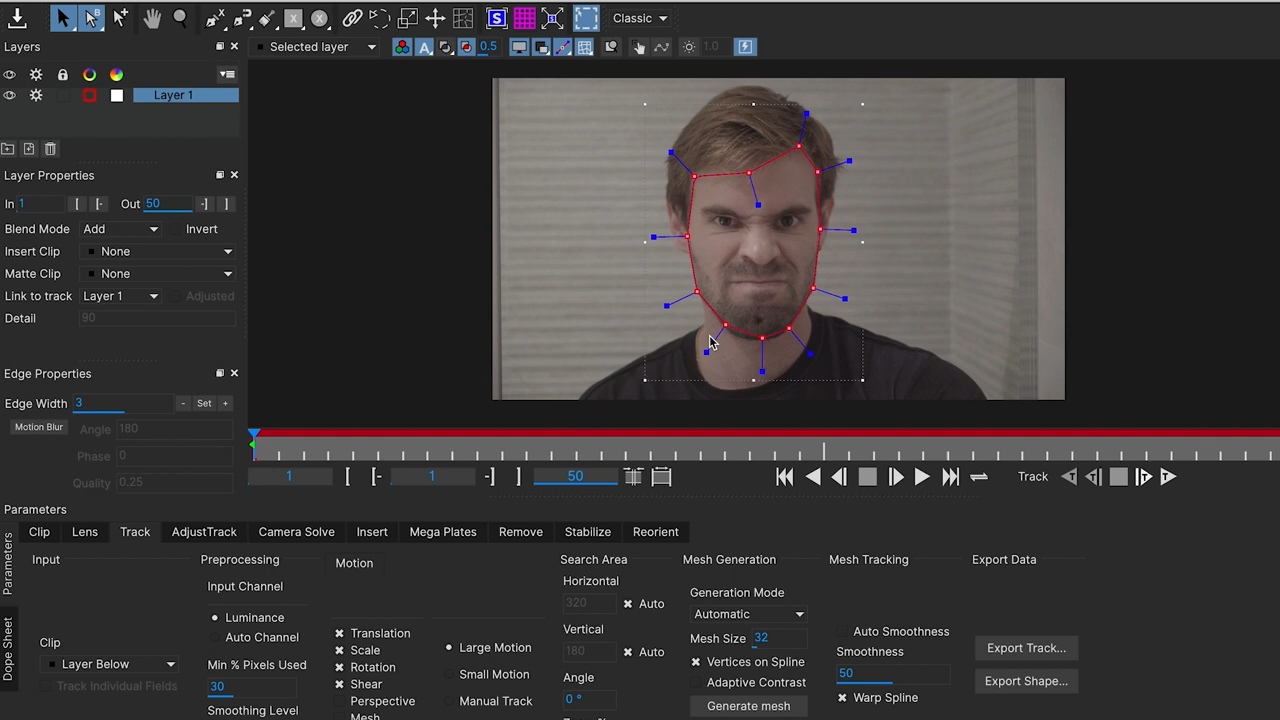 Classic
Layers
Selected layer
0.5
1.0
Layer 1
Layer Properties
In 1 [ [- Out 50 -] ]
Blend Mode Add Invert
Insert Clip None
Matte Clip None
Link to track Layer 1 Adjusted
Detail 90
Edge Properties
Edge Width 3 - Set +
Motion Blur Angle 180
Phase 0
Quality 0.25
1 [ [- 1 -] ] 50 Track
Parameters
Clip Lens Track AdjustTrack Camera Solve Insert Mega Plates Remove Stabilize Reorient
Parameters
Dope Sheet
Input
Clip
Layer Below
Track Individual Fields
Preprocessing
Input Channel
Luminance
Auto Channel
Min % Pixels Used
30
Smoothing Level
Motion
Translation
Scale
Rotation
Shear
Perspective
Mesh
Large Motion
Small Motion
Manual Track
Search Area
Horizontal
320 Auto
Vertical
180 Auto
Angle
0 °
Mesh Generation
Generation Mode
Automatic
Mesh Size 32
Vertices on Spline
Adaptive Contrast
Generate mesh
Mesh Tracking
Auto Smoothness
Smoothness
50
Warp Spline
Export Data
Export Track...
Export Shape...